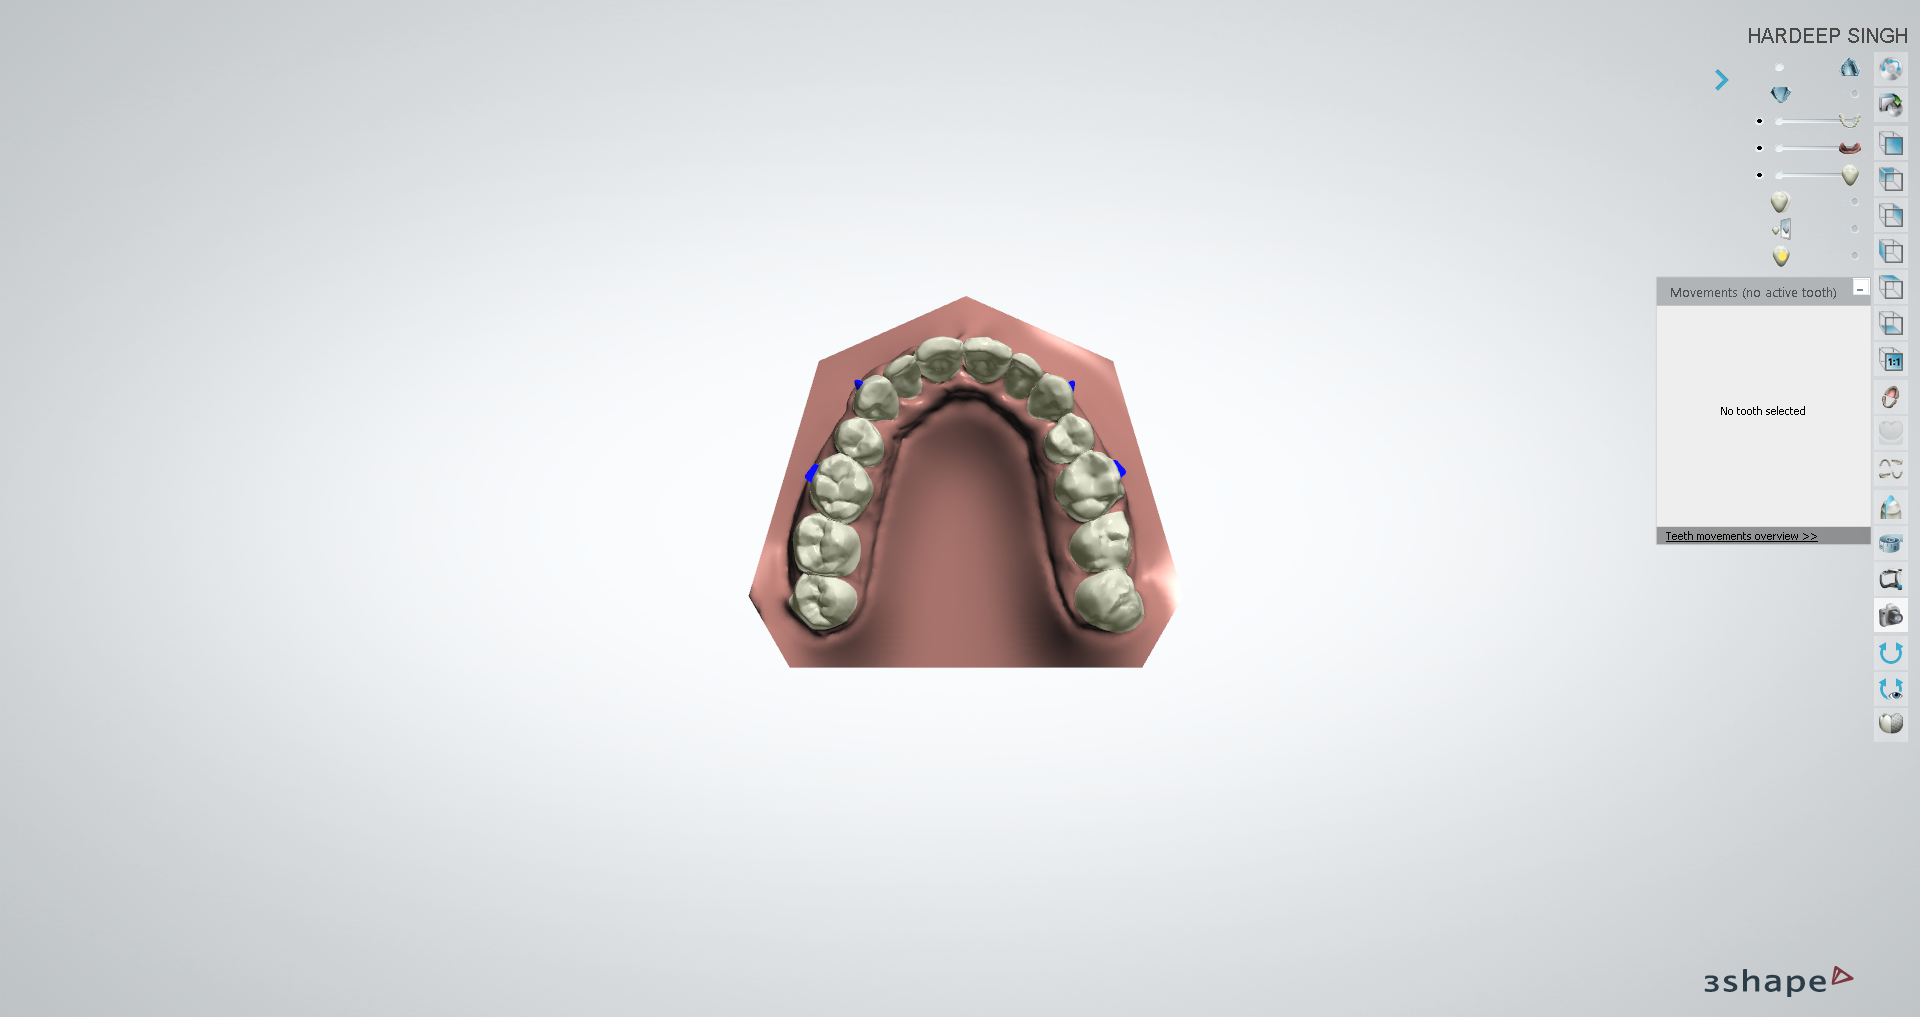 HARDEEP SINGH
1:1
Movements (no active tooth)
No tooth selected
Teeth movements overview >>
3shape